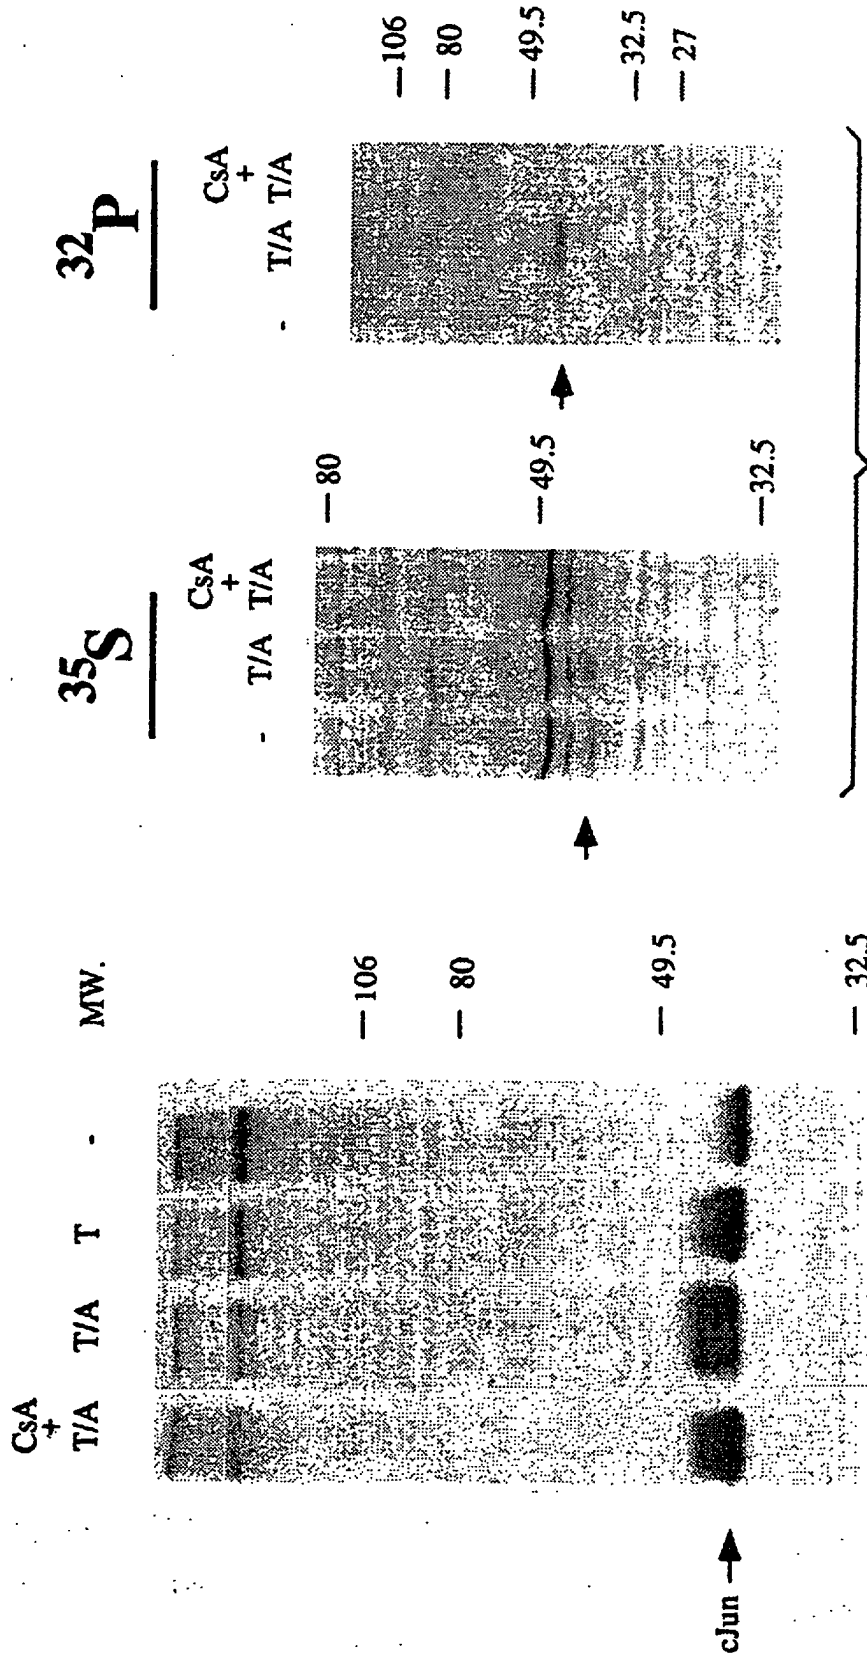 CsA
+
T/A T/A T - MW.
—106
— 80
— 49.5
cJun
— 32.5
35S
CsA
+
- T/A T/A
—80
—49.5
—32.5
32P
CsA
+
- T/A T/A
—106
— 80
—49.5
—32.5
—27